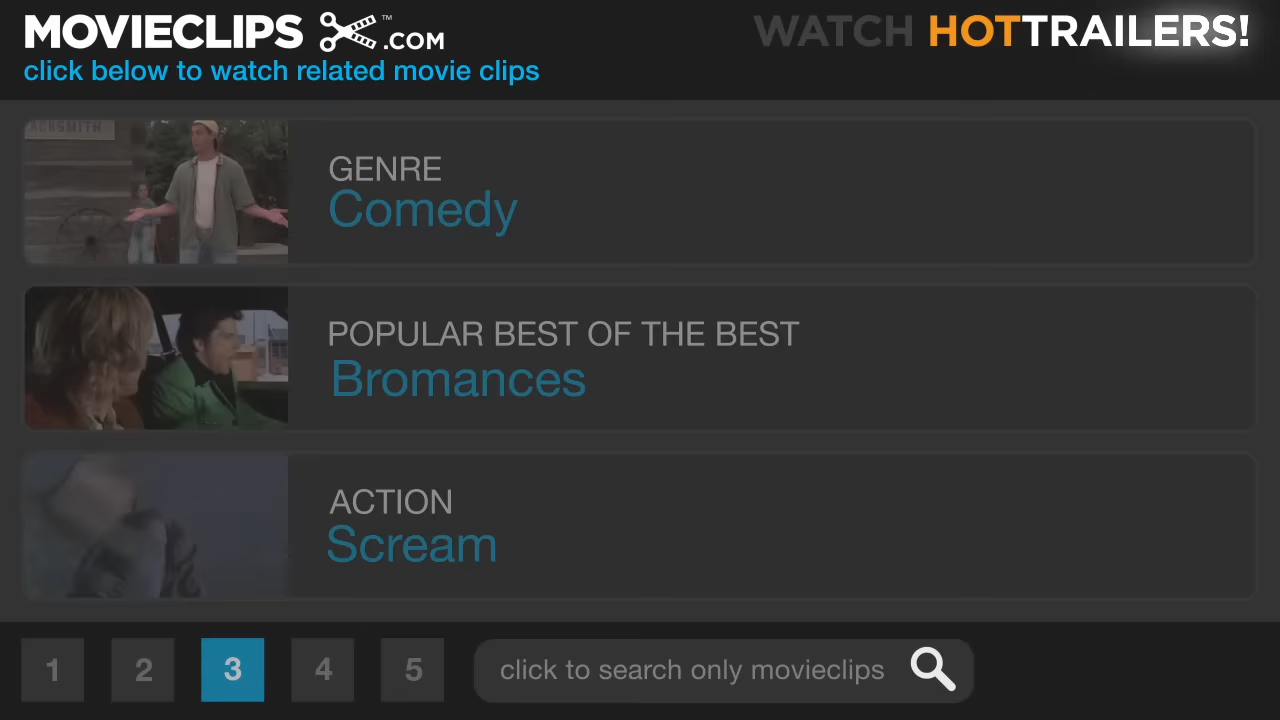 MOVIECLIPS ™ .COM
WATCH HOTTRAILERS!
click below to watch related movie clips
GENRE
Comedy
POPULAR BEST OF THE BEST
Bromances
ACTION
Scream
1 2 3 4 5
click to search only movieclips